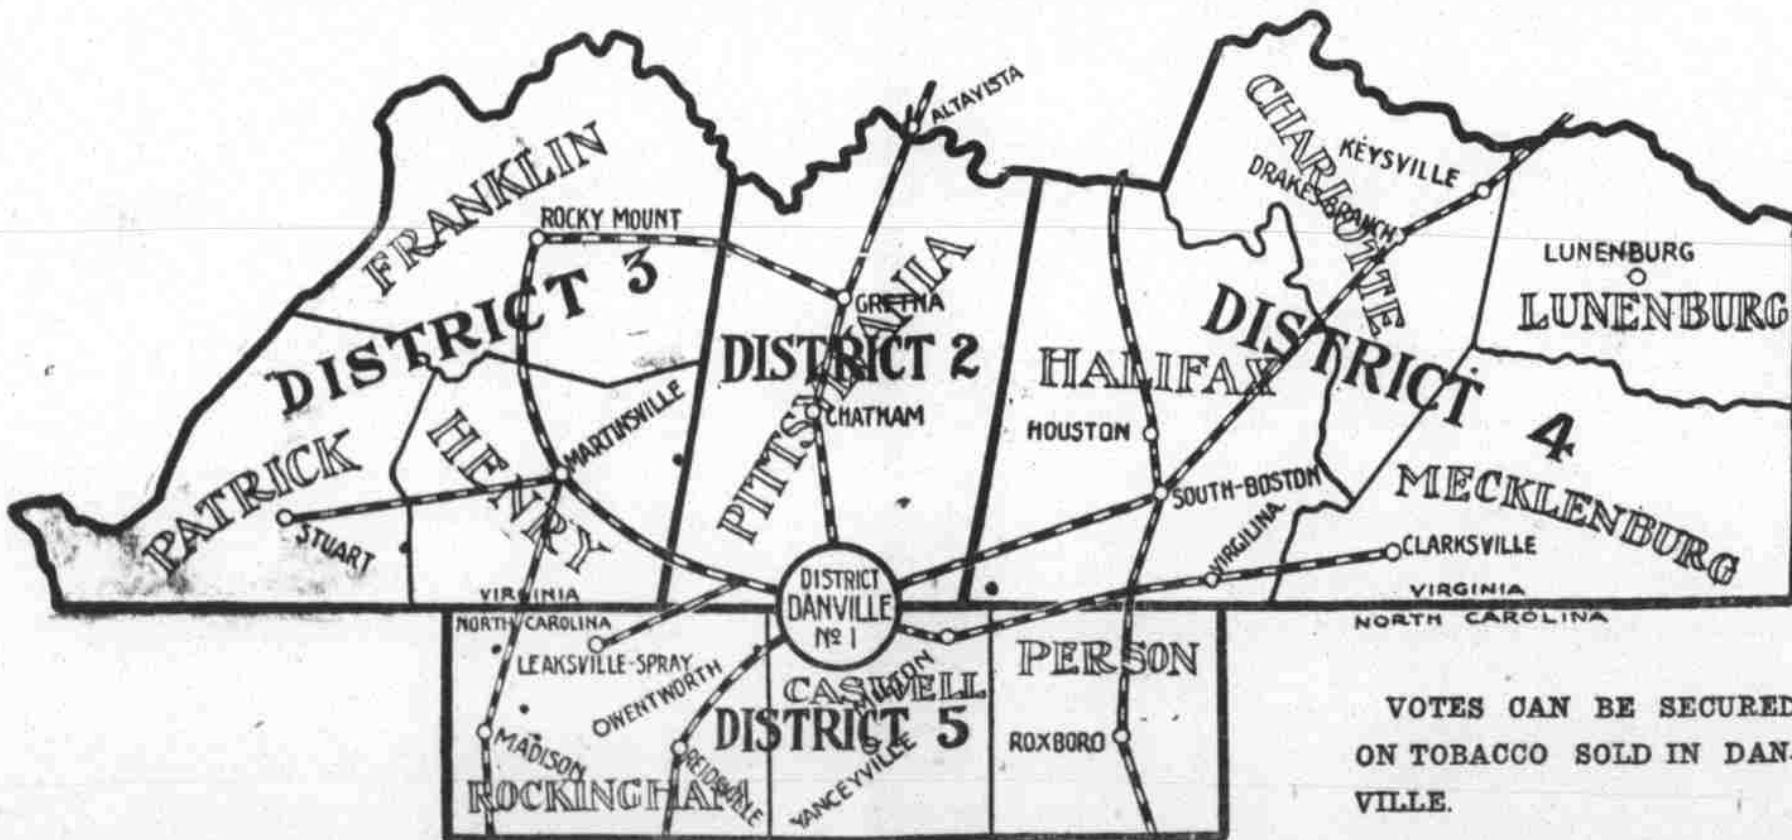 ALTAVISTA
CHARLOTTE
KEYSVILLE
DRAKES BRANCH
FRANKLIN
ROCKY MOUNT
LUNENBURG
LUNENBURG
DISTRICT 3
GRETNA
PITTSYLVANIA
DISTRICT 2
HALIFAX
DISTRICT 4
CHATHAM
HOUSTON
MARTINSVILLE
HENRY
PATRICK
STUART
SOUTH-BOSTON
MECKLENBURG
VIRGILINA
CLARKSVILLE
DISTRICT
DANVILLE
Nº 1
VIRGINIA
NORTH CAROLINA
VIRGINIA
NORTH CAROLINA
LEAKSVILLE-SPRAY
WENTWORTH
CASWELL
MILTON
PERSON
DISTRICT 5
MADISON
REIDSVILLE
YANCEYVILLE
ROXBORO
ROCKINGHAM
VOTES CAN BE SECURED
ON TOBACCO SOLD IN DAN-
VILLE.